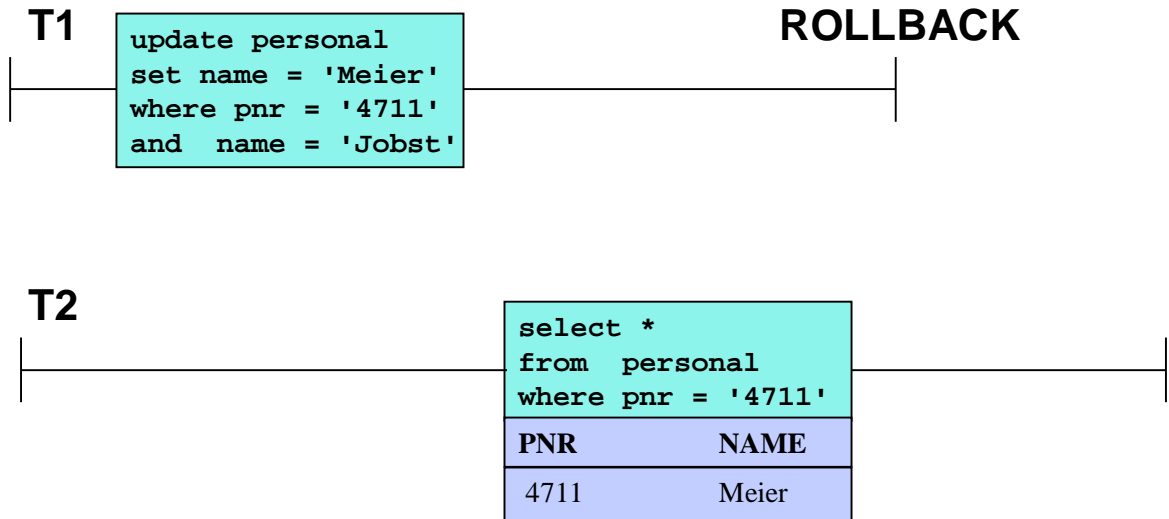 T1
ROLLBACK
update personal
set name = 'Meier'
where pnr = '4711'
and  name = 'Jobst'
T2
select *
from  personal
where pnr = '4711'
PNR NAME
4711 Meier